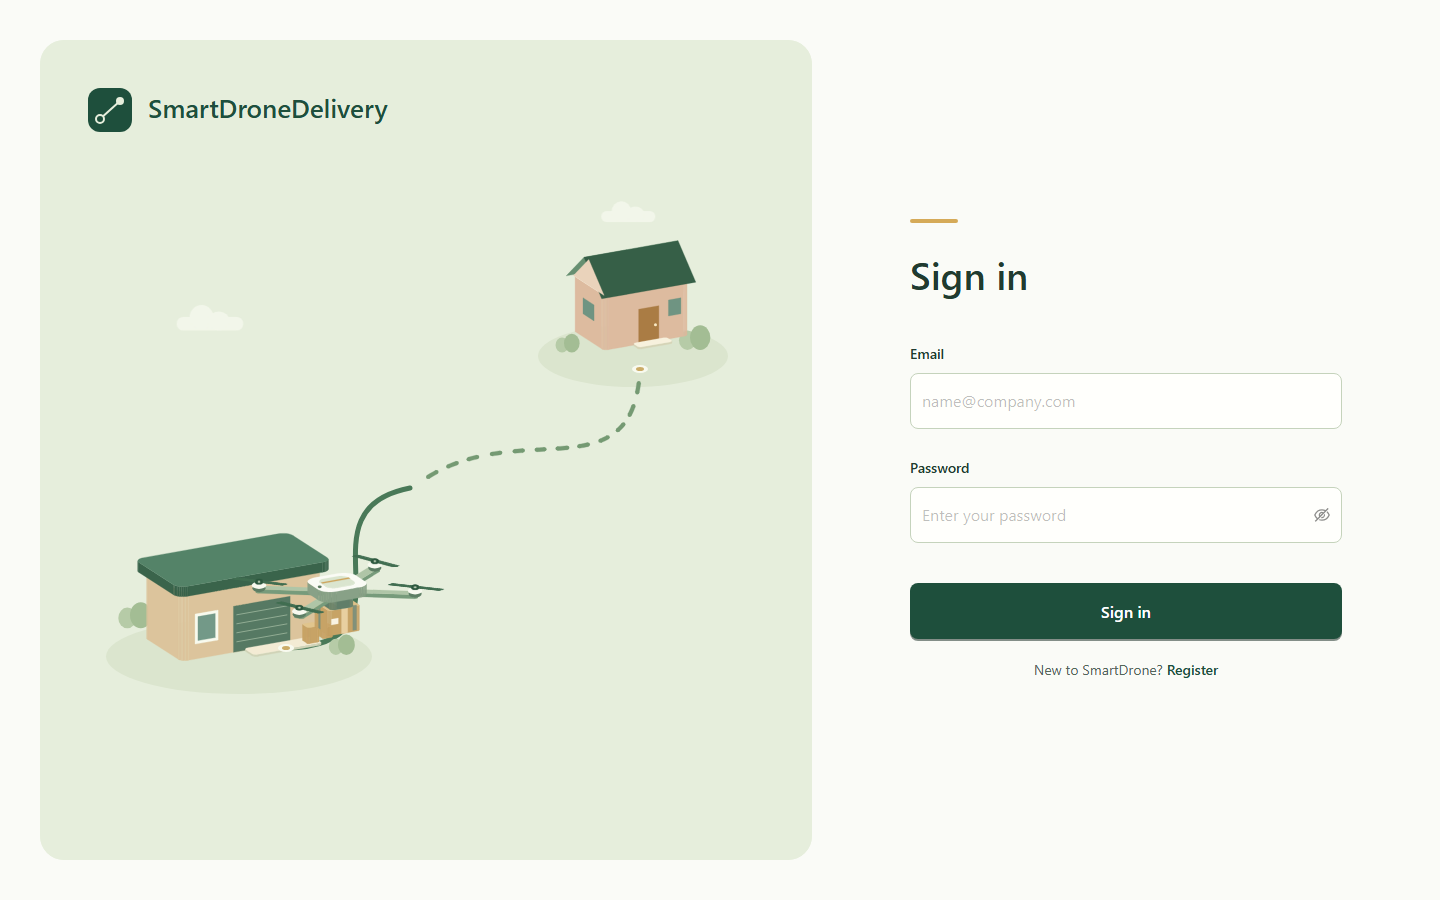 SmartDroneDelivery
Sign in
Email
name@company.com
Password
Enter your password
Sign in
New to SmartDrone? Register